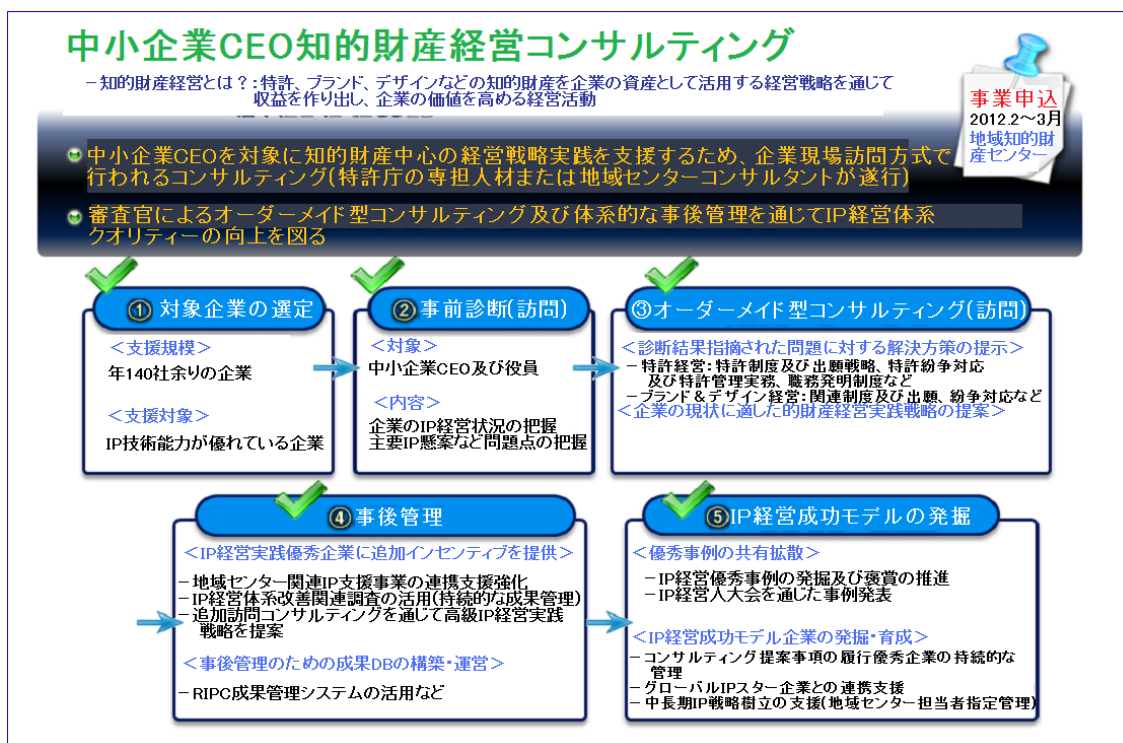 中小企業CEO知的財産経営コンサルティング
－知的財産経営とは？：特許、ブランド、デザインなどの知的財産を企業の資産として活用する経営戦略を通じて
収益を作り出し、企業の価値を高める経営活動
事業申込
2012.2～3月
地域知的財
産センター
中小企業CEOを対象に知的財産中心の経営戦略実践を支援するため、企業現場訪問方式で
行われるコンサルティング(特許庁の専担人材または地域センターコンサルタントが遂行)
審査官によるオーダーメイド型コンサルティング及び体系的な事後管理を通じてIP経営体系
クオリティーの向上を図る
① 対象企業の選定
＜支援規模＞
年140社余りの企業
＜支援対象＞
IP技術能力が優れている企業
②事前診断(訪問)
＜対象＞
中小企業CEO及び役員
＜内容＞
企業のIP経営状況の把握
主要IP懸案など問題点の把握
③オーダーメイド型コンサルティング(訪問)
＜診断結果指摘された問題に対する解決方策の提示＞
－特許経営：特許制度及び出願戦略、特許紛争対応
及び特許管理実務、職務発明制度など
－ブランド＆デザイン経営：関連制度及び出願、紛争対応など
＜企業の現状に適した的財産経営実践戦略の提案＞
④事後管理
＜IP経営実践優秀企業に追加インセンティブを提供＞
－地域センター関連IP支援事業の連携支援強化
－IP経営体系改善関連調査の活用(持続的な成果管理)
－追加訪問コンサルティングを通じて高級IP経営実践
戦略を提案
＜事後管理のための成果DBの構築・運営＞
－RIPC成果管理システムの活用など
⑤IP経営成功モデルの発掘
＜優秀事例の共有拡散＞
－IP経営優秀事例の発掘及び褒賞の推進
－IP経営人大会を通じた事例発表
＜IP経営成功モデル企業の発掘・育成＞
－コンサルティング提案事項の履行優秀企業の持続的な
管理
－グローバルIPスター企業との連携支援
－中長期IP戦略樹立の支援(地域センター担当者指定管理)